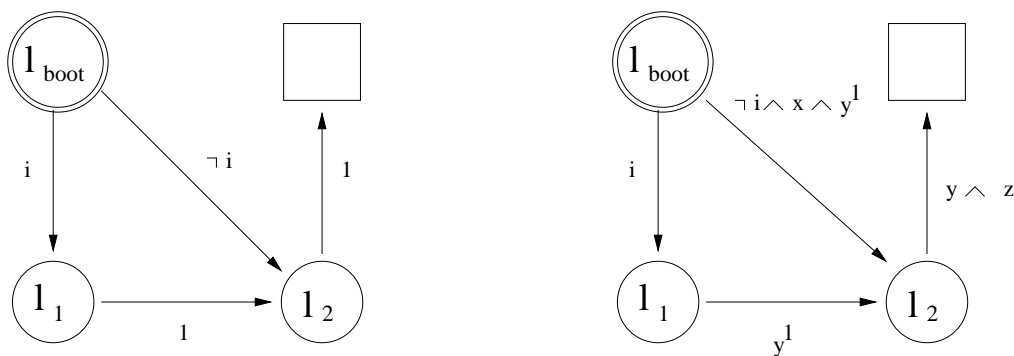 l boot
¬ i
i
1
l 1
l 2
1
l boot
¬ i ∧ x ∧ y¹
i
y ∧ z
l 1
l 2
y¹